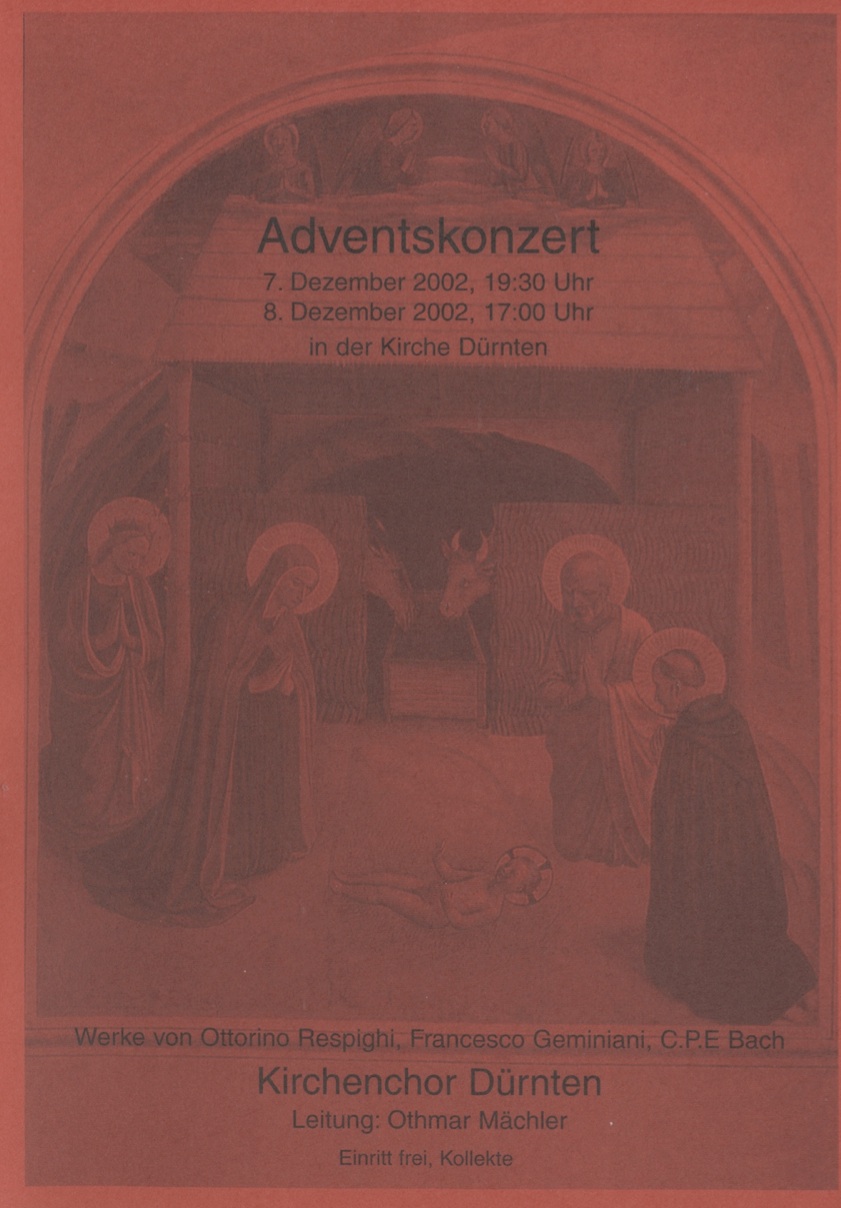 Adventskonzert
7. Dezember 2002, 19:30 Uhr
8. Dezember 2002, 17:00 Uhr
in der Kirche Dürnten
Werke von Ottorino Respighi, Francesco Geminiani, C.P.E Bach
Kirchenchor Dürnten
Leitung: Othmar Mächler
Einritt frei, Kollekte